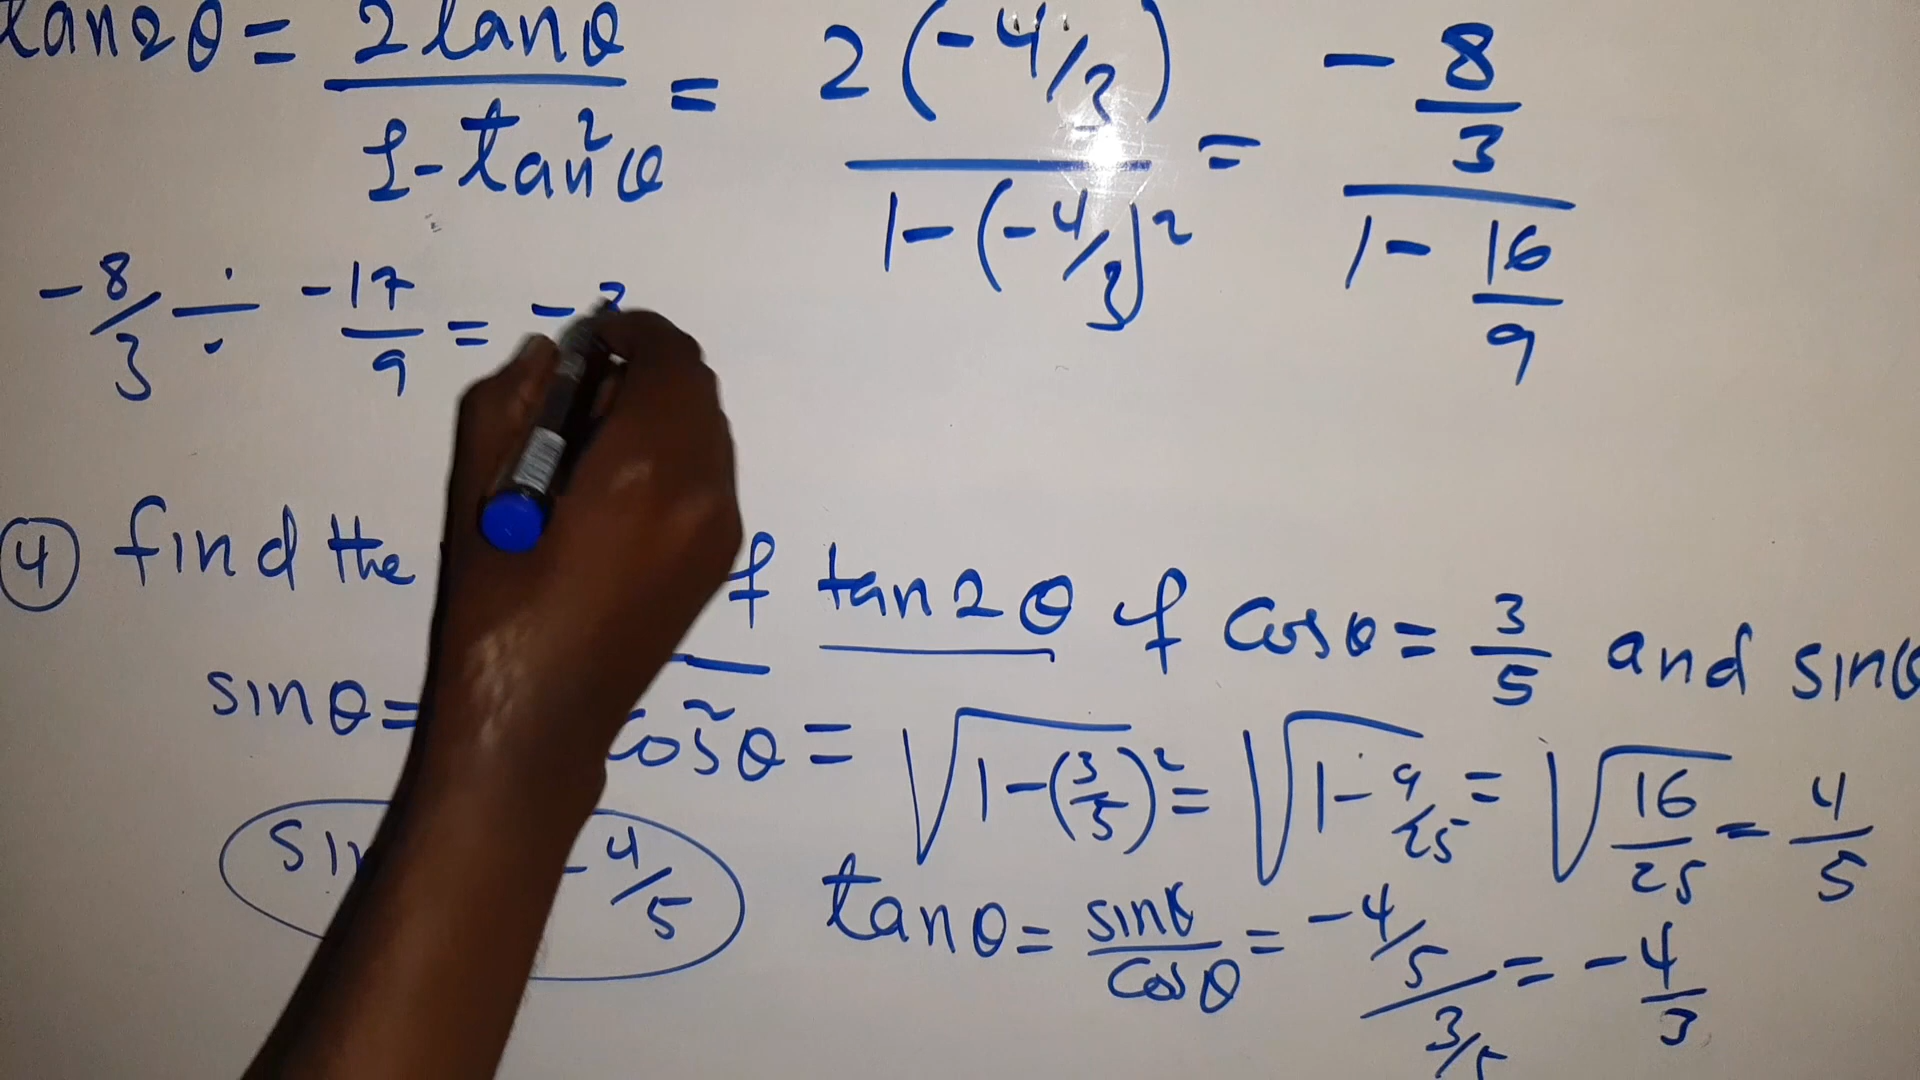 tan2θ = 2tanθ / 1-tan²θ = 2(-4/3) / 1-(-4/3)² = -8/3 / 1-16/9
-8/3 ÷ -17/9 = -
④ find the of tan2θ if cosθ = 3/5 and sinθ
sinθ = cos²θ = √1-(3/5)² = √1-9/25 = √16/25 = 4/5
sin -4/5
tanθ = sinθ/cosθ = -4/5 / 3/5 = -4/3